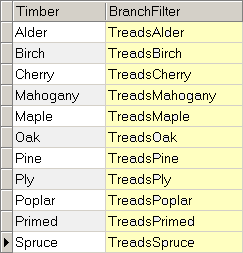 Timber BranchFilter
Alder TreadsAlder
Birch TreadsBirch
Cherry TreadsCherry
Mahogany TreadsMahogany
Maple TreadsMaple
Oak TreadsOak
Pine TreadsPine
Ply TreadsPly
Poplar TreadsPoplar
Primed TreadsPrimed
Spruce TreadsSpruce